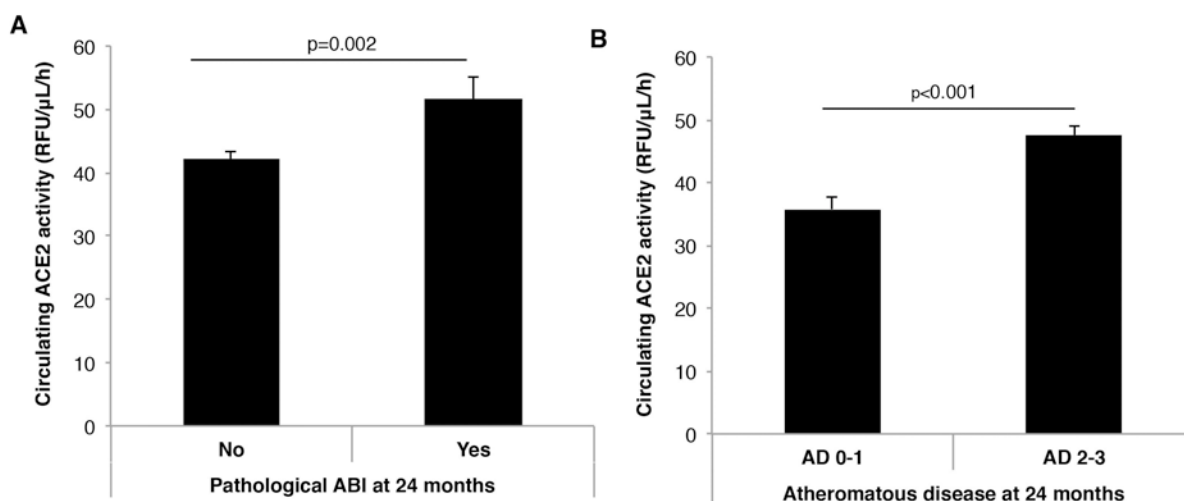 A
Circulating ACE2 activity (RFU/µL/h)
60
50
40
30
20
10
0
p=0.002
No
Yes
Pathological ABI at 24 months
B
Circulating ACE2 activity (RFU/µL/h)
60
50
40
30
20
10
0
p<0.001
AD 0-1
AD 2-3
Atheromatous disease at 24 months